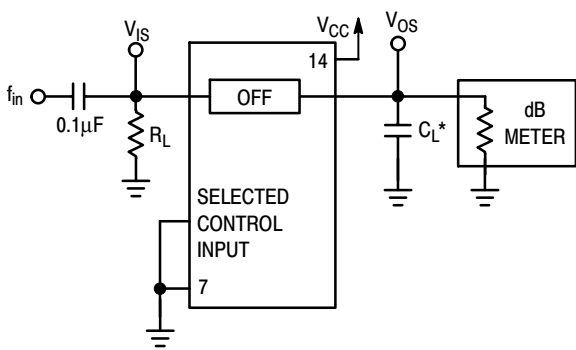 V_IS
V_CC
V_OS
14
f_in
0.1μF
R_L
OFF
C_L*
dB
METER
SELECTED
CONTROL
INPUT
7